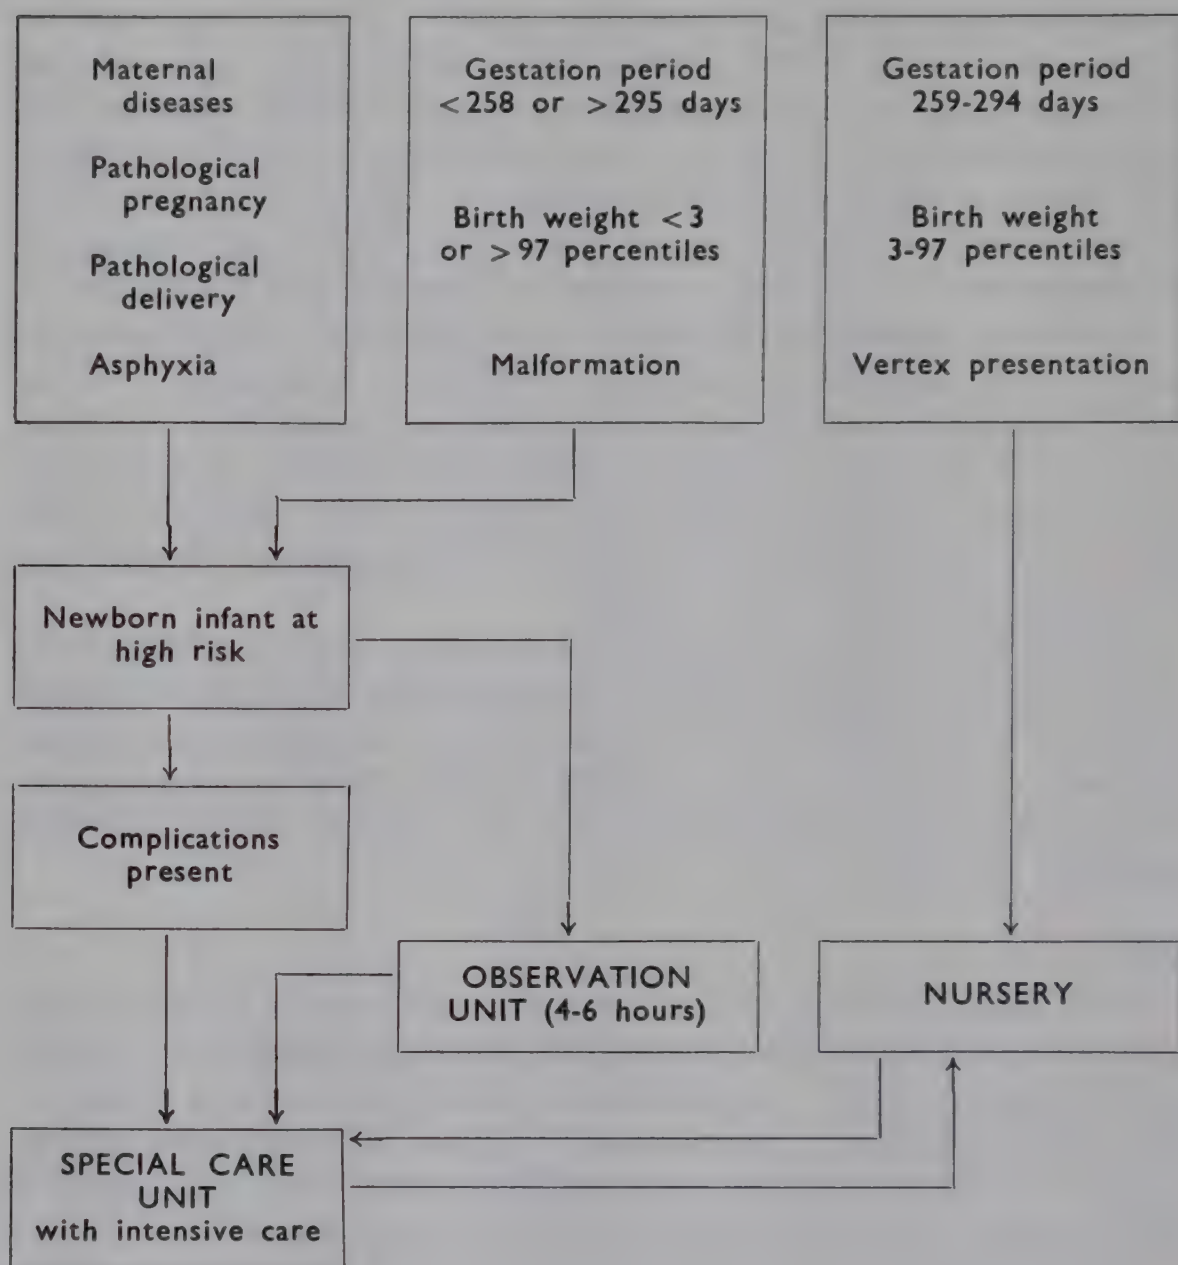 Maternal
diseases
Pathological
pregnancy
Pathological
delivery
Asphyxia
Gestation period
<258 or >295 days
Birth weight <3
or >97 percentiles
Malformation
Gestation period
259-294 days
Birth weight
3-97 percentiles
Vertex presentation
Newborn infant at
high risk
Complications
present
OBSERVATION
UNIT (4-6 hours)
NURSERY
SPECIAL CARE
UNIT
with intensive care